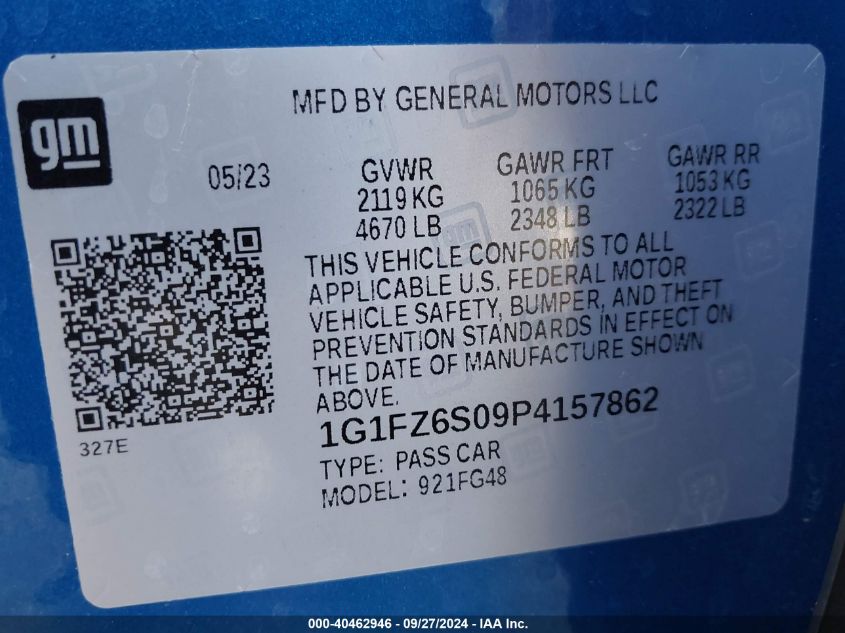 MFD BY GENERAL MOTORS LLC
gm
05/23
GVWR
2119 KG
4670 LB
GAWR FRT
1065 KG
2348 LB
GAWR RR
1053 KG
2322 LB
THIS VEHICLE CONFORMS TO ALL
APPLICABLE U.S. FEDERAL MOTOR
VEHICLE SAFETY, BUMPER, AND THEFT
PREVENTION STANDARDS IN EFFECT ON
THE DATE OF MANUFACTURE SHOWN
ABOVE.
1G1FZ6S09P4157862
TYPE: PASS CAR
MODEL: 921FG48
327E
000-40462946 - 09/27/2024 - IAA Inc.